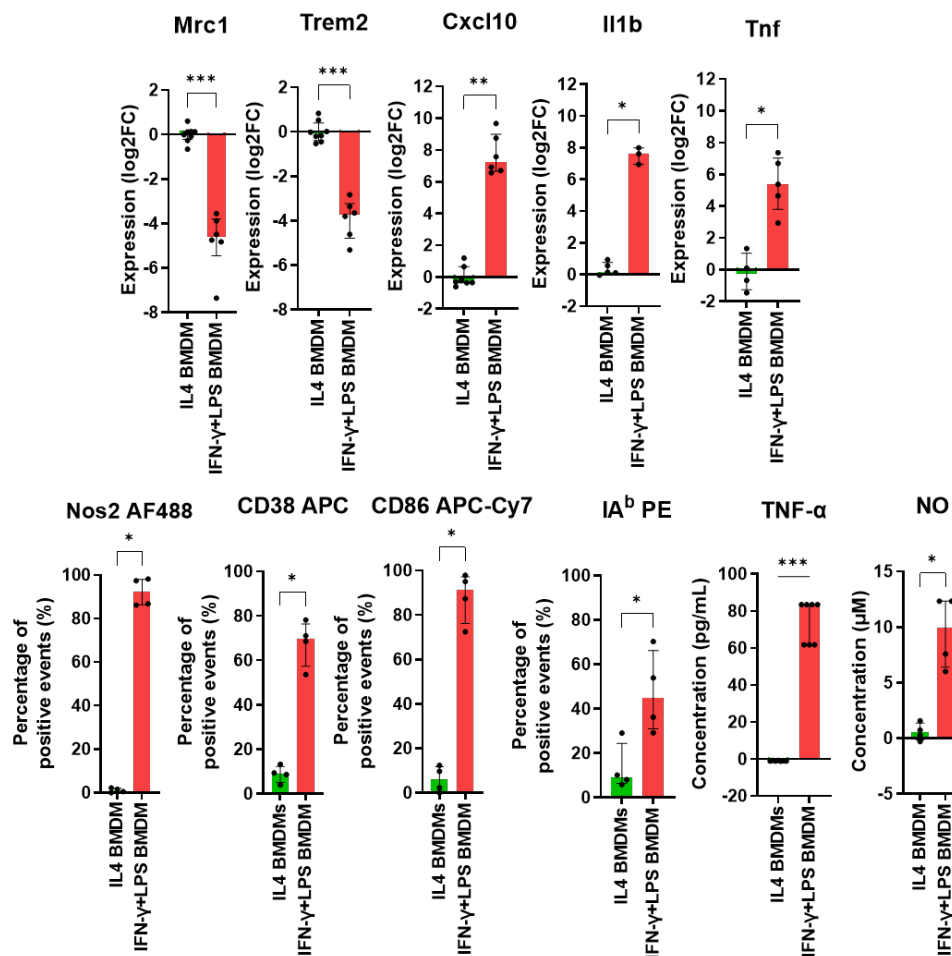 Mrc1 Trem2 Cxcl10 Il1b Tnf
*** *** ** * *
Expression (log2FC) Expression (log2FC) Expression (log2FC) Expression (log2FC) Expression (log2FC)
2 0 -2 -4 -6 -8
2 0 -2 -4 -6 -8
12 10 8 6 4 2 0 -2
12 10 8 6 4 2 0 -2
12 10 8 6 4 2 0 -2
IL4 BMDM IFN-γ+LPS BMDM
IL4 BMDM IFN-γ+LPS BMDM
IL4 BMDM IFN-γ+LPS BMDM
IL4 BMDM IFN-γ+LPS BMDM
IL4 BMDM IFN-γ+LPS BMDM
Nos2 AF488 CD38 APC CD86 APC-Cy7 IAᵇ PE TNF-α NO
* * * * *** *
Percentage of
positive events (%)
100 80 60 40 20 0
IL4 BMDM IFN-γ+LPS BMDM
Percentage of
positive events (%)
100 80 60 40 20 0
IL4 BMDMs IFN-γ+LPS BMDM
Percentage of
positive events (%)
100 80 60 40 20 0
IL4 BMDMs IFN-γ+LPS BMDM
Percentage of
positive events (%)
100 80 60 40 20 0
IL4 BMDMs IFN-γ+LPS BMDM
Concentration (pg/mL)
100 80 60 40 20 0 -20
IL4 BMDMs IFN-γ+LPS BMDM
Concentration (μM)
15 10 5 0 -5
IL4 BMDM IFN-γ+LPS BMDM